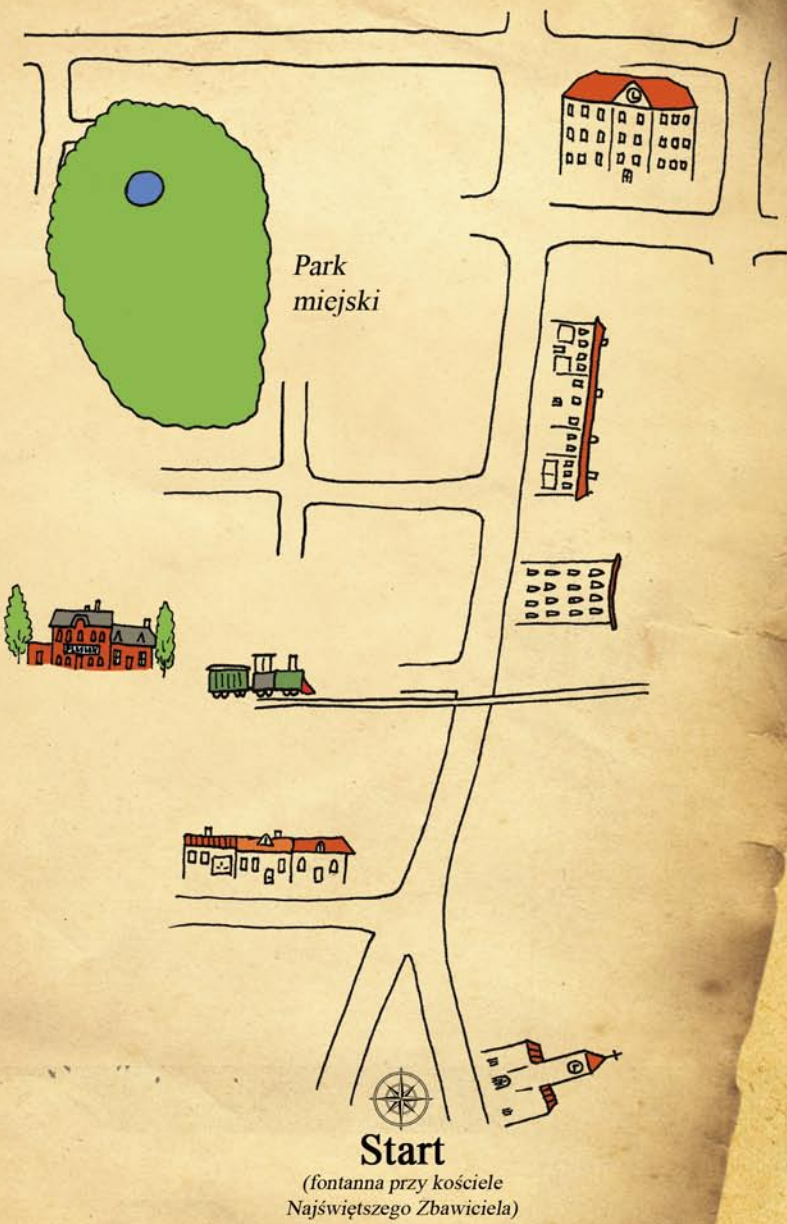 Park
miejski
Start
(fontanna przy kościele
Najświętszego Zbawiciela)